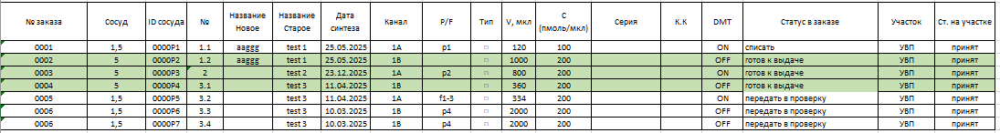 № заказа Сосуд ID сосуда № Название Новое Название Старое Дата синтеза Канал P/F Тип V, мкл С (пмоль/мкл) Серия К.К DMT Статус в заказе Участок Ст. на участке
0001 1,5 0000P1 1.1 aaggg test 1 25.05.2025 1A p1 □ 120 100 ON списать УВП принят
0002 5 0000P2 1.2 aaggg test 1 25.05.2025 1B □ 1000 200 OFF готов к выдаче УВП принят
0003 5 0000P3 2 test 2 23.12.2025 1A p2 □ 800 200 ON готов к выдаче УВП принят
0004 5 0000P4 3.1 test 3 11.04.2025 1B □ 360 200 OFF готов к выдаче УВП принят
0005 1,5 0000P5 3.2 test 3 11.04.2025 1A f1-3 □ 334 200 ON передать в проверку УВП принят
0006 1,5 0000P6 3.3 test 3 10.03.2025 1B p4 □ 2000 200 OFF передать в проверку УВП принят
0006 1,5 0000P7 3.4 test 3 10.03.2025 1B p4 □ 2000 200 OFF передать в проверку УВП принят